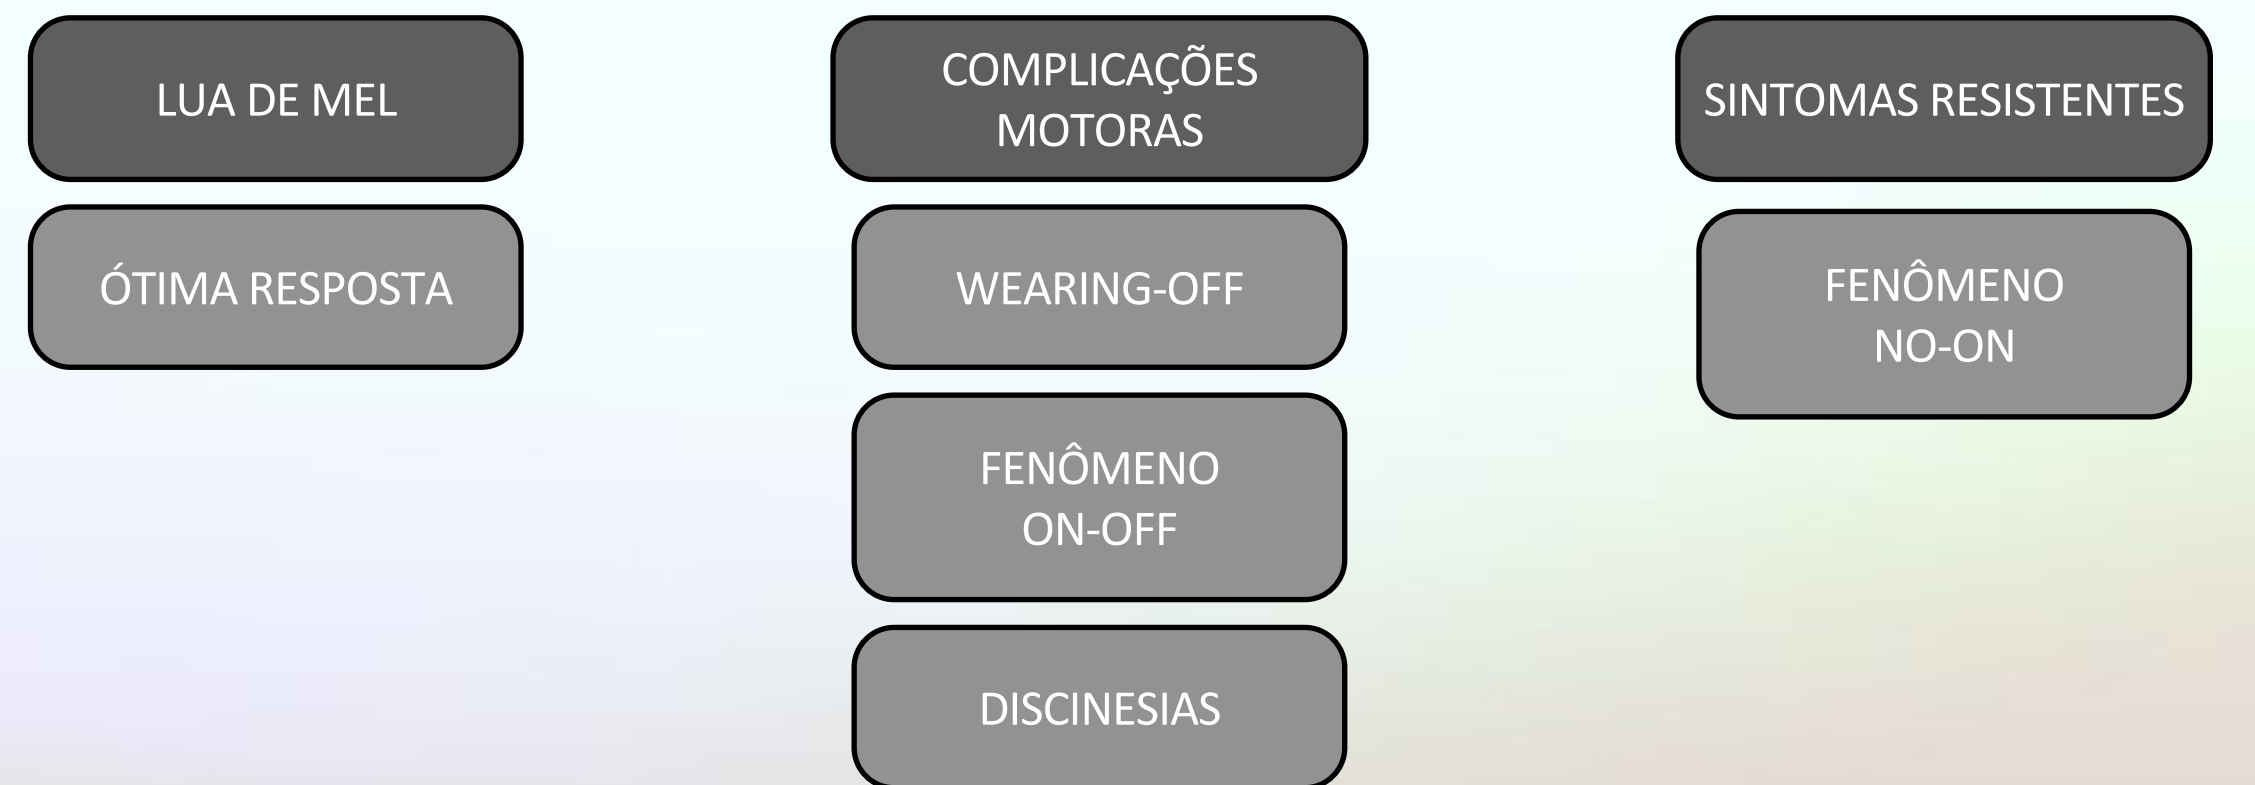 LUA DE MEL
ÓTIMA RESPOSTA
COMPLICAÇÕES
MOTORAS
WEARING-OFF
FENÔMENO
ON-OFF
DISCINESIAS
SINTOMAS RESISTENTES
FENÔMENO
NO-ON